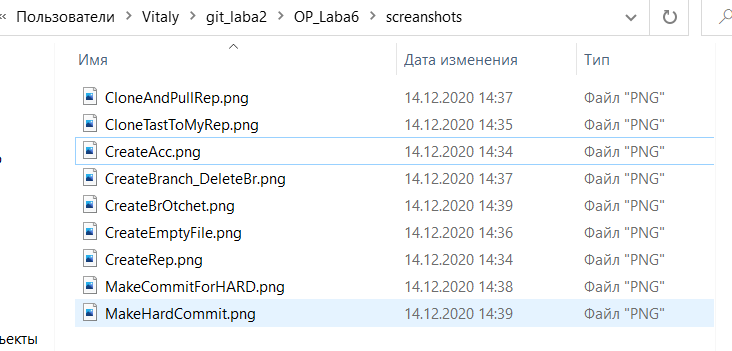 « Пользователи > Vitaly > git_laba2 > OP_Laba6 > screanshots
Имя Дата изменения Тип
CloneAndPullRep.png 14.12.2020 14:37 Файл "PNG"
CloneTastToMyRep.png 14.12.2020 14:35 Файл "PNG"
CreateAcc.png 14.12.2020 14:34 Файл "PNG"
CreateBranch_DeleteBr.png 14.12.2020 14:37 Файл "PNG"
CreateBrOtchet.png 14.12.2020 14:39 Файл "PNG"
CreateEmptyFile.png 14.12.2020 14:36 Файл "PNG"
CreateRep.png 14.12.2020 14:34 Файл "PNG"
MakeCommitForHARD.png 14.12.2020 14:38 Файл "PNG"
MakeHardCommit.png 14.12.2020 14:39 Файл "PNG"
ъекты